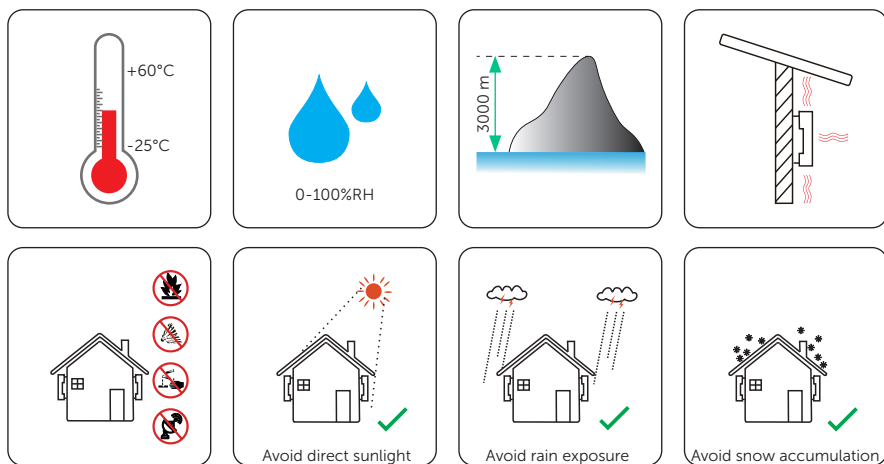 +60°C
-25°C
0-100%RH
3000 m
Avoid direct sunlight
Avoid rain exposure
Avoid snow accumulation